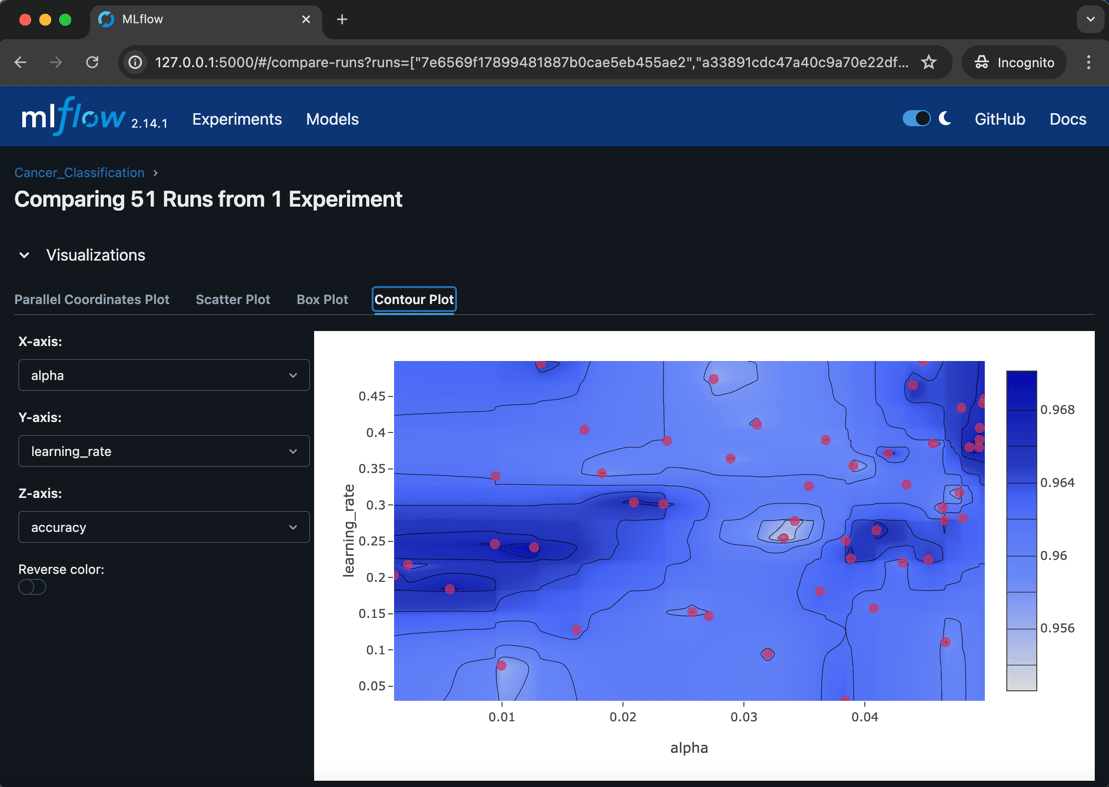 MLflow
127.0.0.1:5000/#/compare-runs?runs=["7e6569f17899481887b0cae5eb455ae2","a33891cdc47a40c9a70e22df...
Incognito
mlflow 2.14.1 Experiments Models GitHub Docs
Cancer_Classification
Comparing 51 Runs from 1 Experiment
Visualizations
Parallel Coordinates Plot Scatter Plot Box Plot Contour Plot
X-axis:
alpha
Y-axis:
learning_rate
Z-axis:
accuracy
Reverse color:
learning_rate
0.45
0.4
0.35
0.3
0.25
0.2
0.15
0.1
0.05
0.01 0.02 0.03 0.04
alpha
0.968
0.964
0.96
0.956